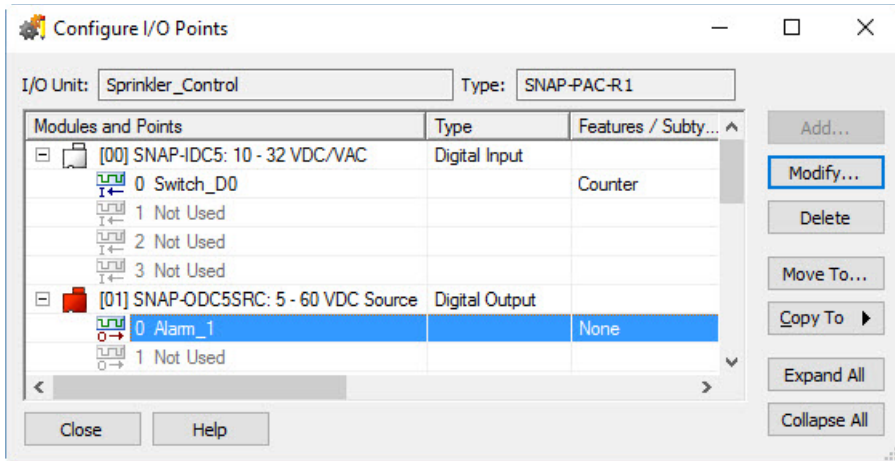 Configure I/O Points
I/O Unit: Sprinkler_Control Type: SNAP-PAC-R1
Modules and Points Type Features / Subty...
[00] SNAP-IDC5: 10 - 32 VDC/VAC Digital Input
0 Switch_D0 Counter
1 Not Used
2 Not Used
3 Not Used
[01] SNAP-ODC5SRC: 5 - 60 VDC Source Digital Output
0 Alarm_1 None
1 Not Used
Add...
Modify...
Delete
Move To...
Copy To
Expand All
Collapse All
Close Help